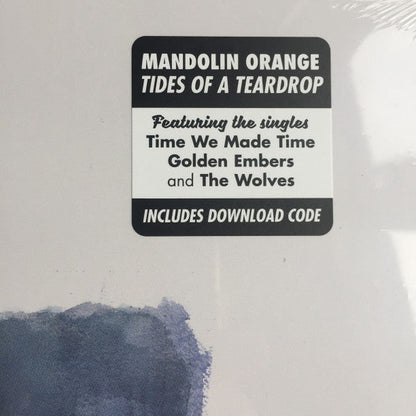 MANDOLIN ORANGE
TIDES OF A TEARDROP
Featuring the singles
Time We Made Time
Golden Embers
and The Wolves
INCLUDES DOWNLOAD CODE